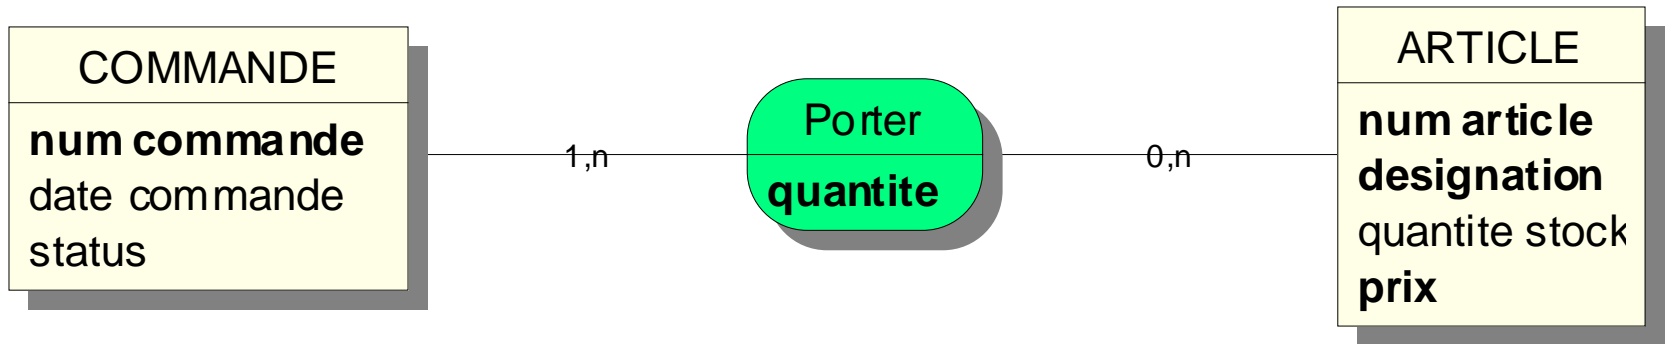 COMMANDE
num commande
date commande
status
1,n
Porter
quantite
0,n
ARTICLE
num article
designation
quantite stock
prix